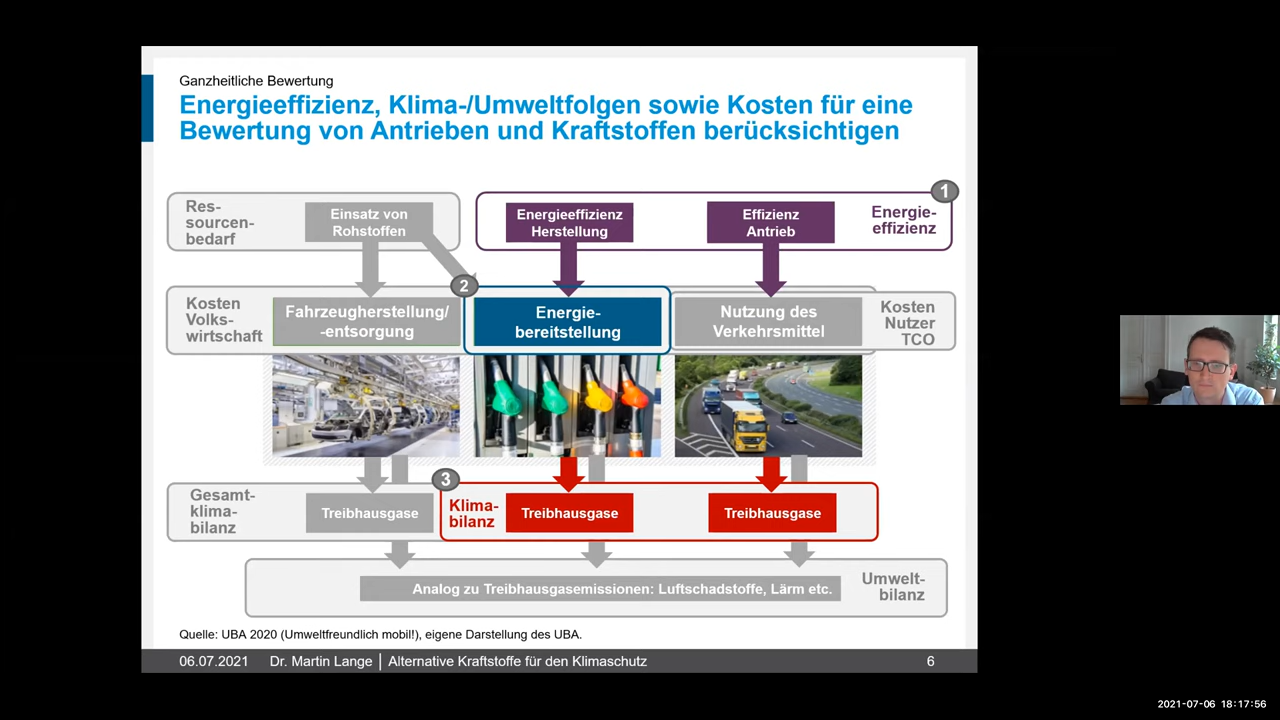 Ganzheitliche Bewertung
Energieeffizienz, Klima-/Umweltfolgen sowie Kosten für eine
Bewertung von Antrieben und Kraftstoffen berücksichtigen
1
Res-
sourcen-
bedarf
Einsatz von
Rohstoffen
Energieeffizienz
Herstellung
Effizienz
Antrieb
Energie-
effizienz
2
Kosten
Volks-
wirtschaft
Fahrzeugherstellung/
-entsorgung
Energie-
bereitstellung
Nutzung des
Verkehrsmittel
Kosten
Nutzer
TCO
3
Gesamt-
klima-
bilanz
Treibhausgase
Klima-
bilanz
Treibhausgase
Treibhausgase
Analog zu Treibhausgasemissionen: Luftschadstoffe, Lärm etc.
Umwelt-
bilanz
Quelle: UBA 2020 (Umweltfreundlich mobil!), eigene Darstellung des UBA.
06.07.2021 Dr. Martin Lange | Alternative Kraftstoffe für den Klimaschutz 6
2021-07-06 18:17:56